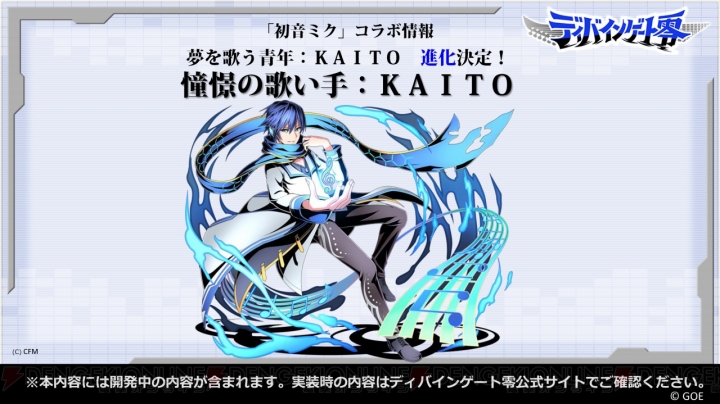 「初音ミク」コラボ情報
ディバインゲート零
夢を歌う青年：ＫＡＩＴＯ　進化決定！
憧憬の歌い手：ＫＡＩＴＯ
(C) CFM
※本内容には開発中の内容が含まれます。実装時の内容はディバインゲート零公式サイトでご確認ください。
© GOE